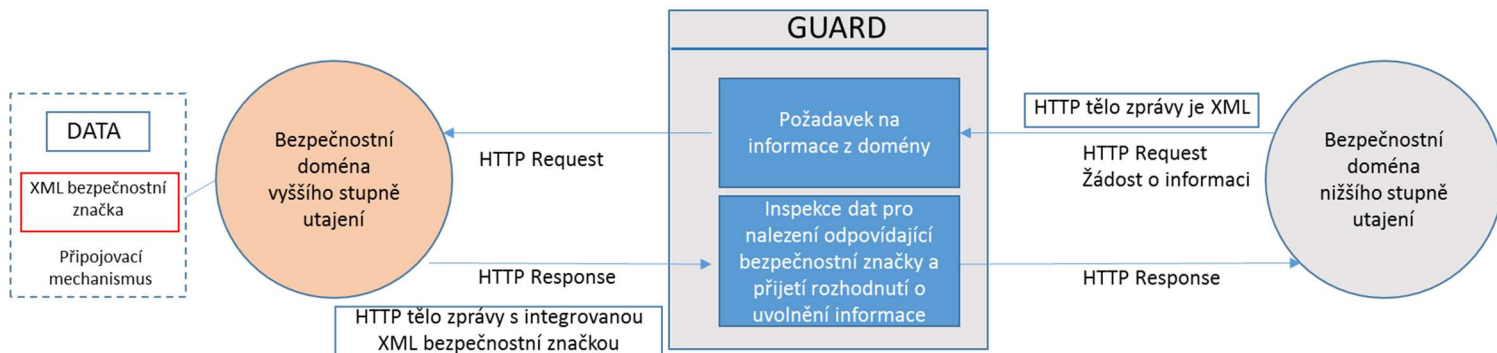 GUARD
DATA
XML bezpečnostní
značka
Připojovací
mechanismus
Bezpečnostní
doména
vyššího stupně
utajení
HTTP Request
HTTP Response
HTTP tělo zprávy s integrovanou
XML bezpečnostní značkou
Požadavek na
informace z domény
Inspekce dat pro
nalezení odpovídající
bezpečnostní značky a
přijetí rozhodnutí o
uvolnění informace
HTTP tělo zprávy je XML
HTTP Request
Žádost o informaci
HTTP Response
Bezpečnostní
doména
nižšího stupně
utajení